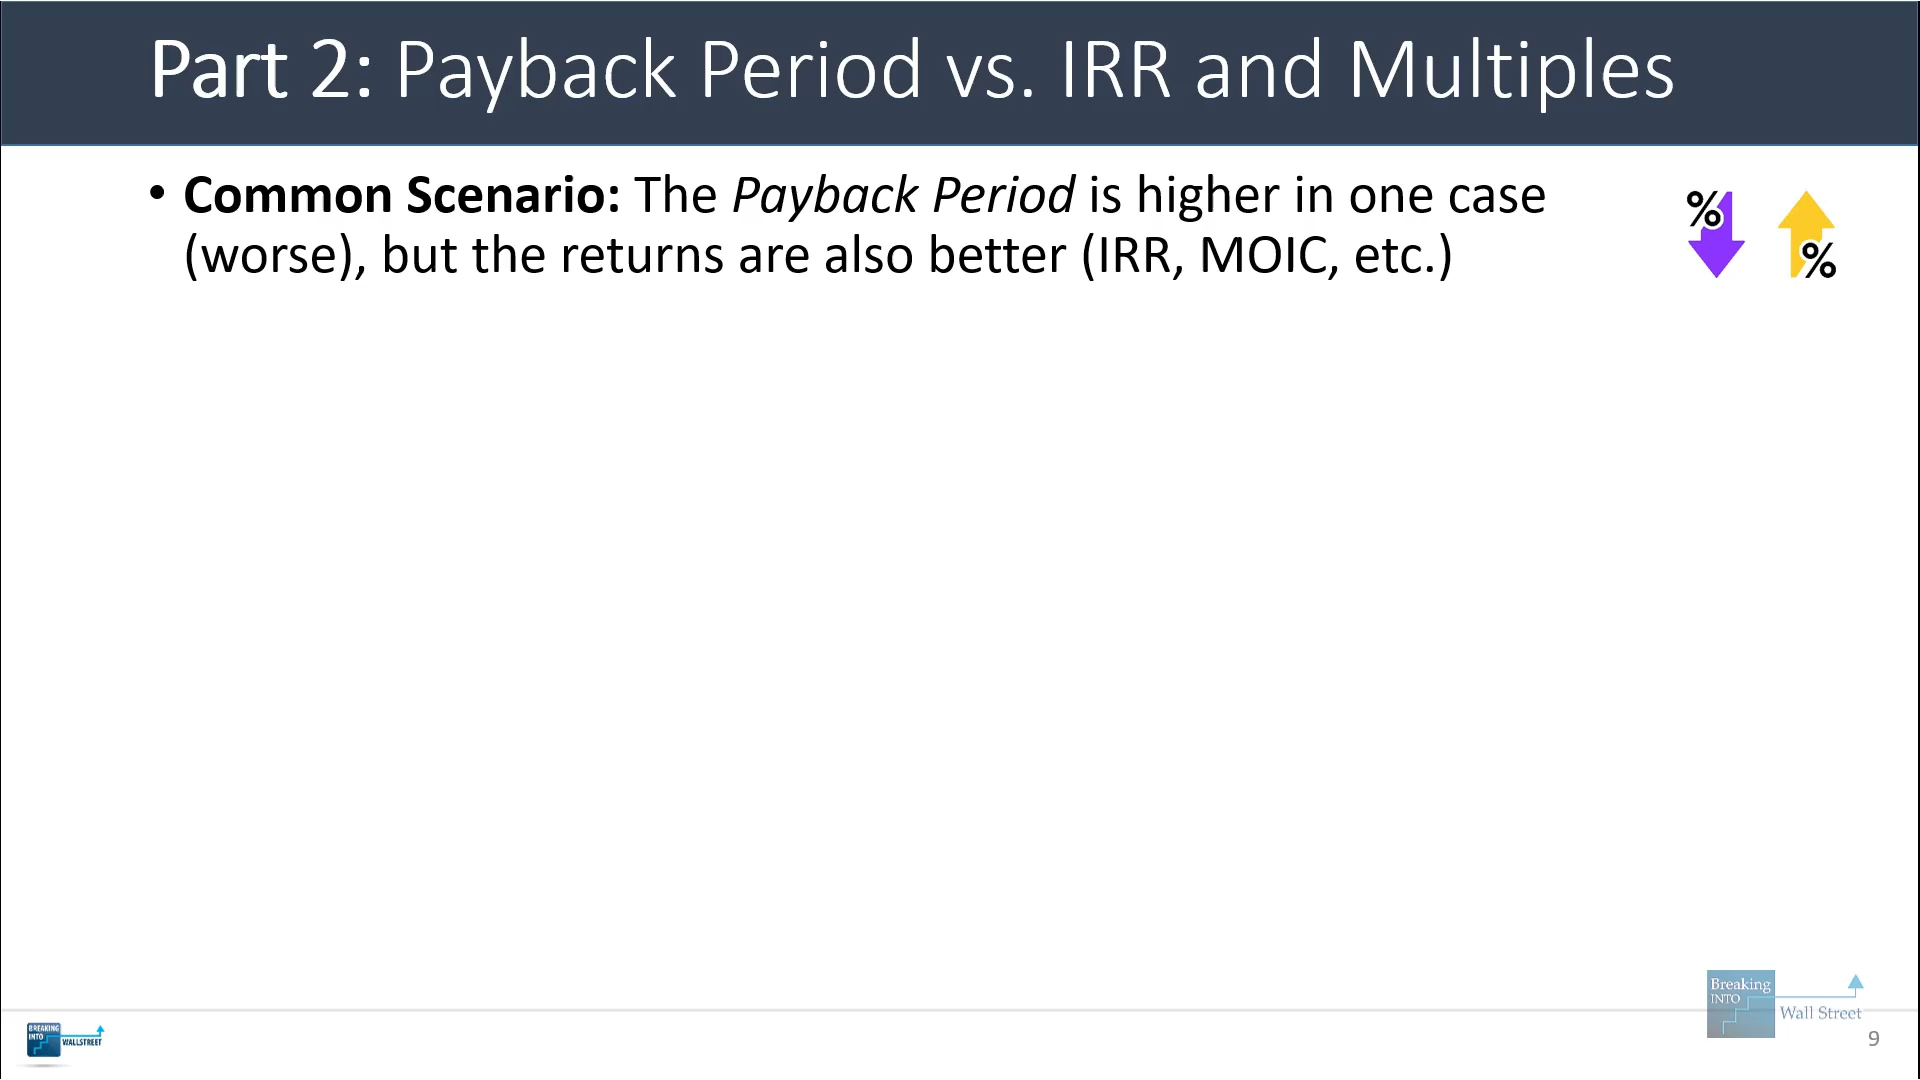 Part 2: Payback Period vs. IRR and Multiples
• Common Scenario: The Payback Period is higher in one case
(worse), but the returns are also better (IRR, MOIC, etc.)
%
%
Breaking
INTO
Wall Street
BREAKING
INTO
WALLSTREET
9